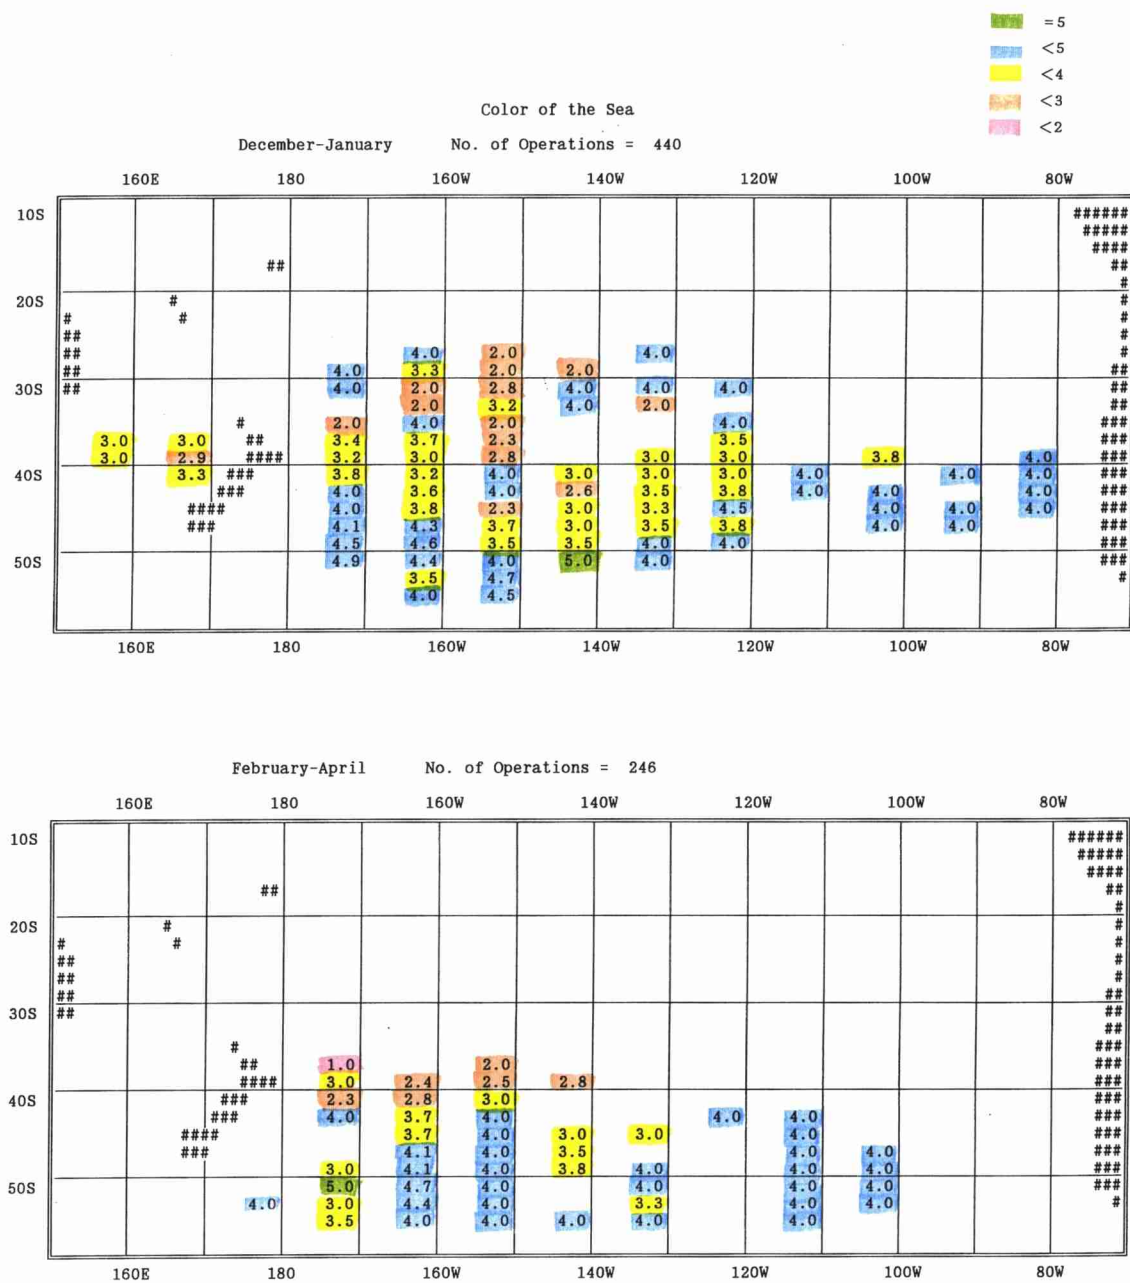 =5
<5
<4
<3
<2
Color of the Sea
December-January No. of Operations = 440
160E 180 160W 140W 120W 100W 80W
10S ######
#####
####
## ##
20S # #
# # #
## #
## 4.0 2.0 4.0 #
## 4.0 3.3 2.0 2.0 ##
30S ## 4.0 2.0 2.8 4.0 4.0 4.0 ##
2.0 3.2 4.0 2.0 ##
# 2.0 4.0 2.0 4.0 ###
3.0 3.0 ## 3.4 3.7 2.3 3.5 ###
3.0 2.9 #### 3.2 3.0 2.8 3.0 3.0 3.8 4.0 ###
40S 3.3 ### 3.8 3.2 4.0 3.0 3.0 3.0 4.0 4.0 4.0 ###
### 4.0 3.6 4.0 2.6 3.5 3.8 4.0 4.0 4.0 ###
#### 4.0 3.8 2.3 3.0 3.3 4.5 4.0 4.0 4.0 ###
### 4.1 4.3 3.7 3.0 3.5 3.8 4.0 4.0 ###
4.5 4.6 3.5 3.5 4.0 4.0 ###
50S 4.9 4.4 4.0 5.0 4.0 ###
3.5 4.7 #
4.0 4.5
160E 180 160W 140W 120W 100W 80W
February-April No. of Operations = 246
160E 180 160W 140W 120W 100W 80W
10S ######
#####
####
## ##
#
20S # #
# # #
## #
## #
## ##
30S ## ##
##
# ###
## 1.0 2.0 ###
#### 3.0 2.4 2.5 2.8 ###
40S ### 2.3 2.8 3.0 ###
### 4.0 3.7 4.0 4.0 4.0 ###
#### 3.7 4.0 3.0 3.0 4.0 ###
### 4.1 4.0 3.5 4.0 4.0 ###
3.0 4.1 4.0 3.8 4.0 4.0 4.0 ###
50S 5.0 4.7 4.0 4.0 4.0 4.0 ###
4.0 3.0 4.4 4.0 3.3 4.0 4.0 #
3.5 4.0 4.0 4.0 4.0 4.0
160E 180 160W 140W 120W 100W 80W